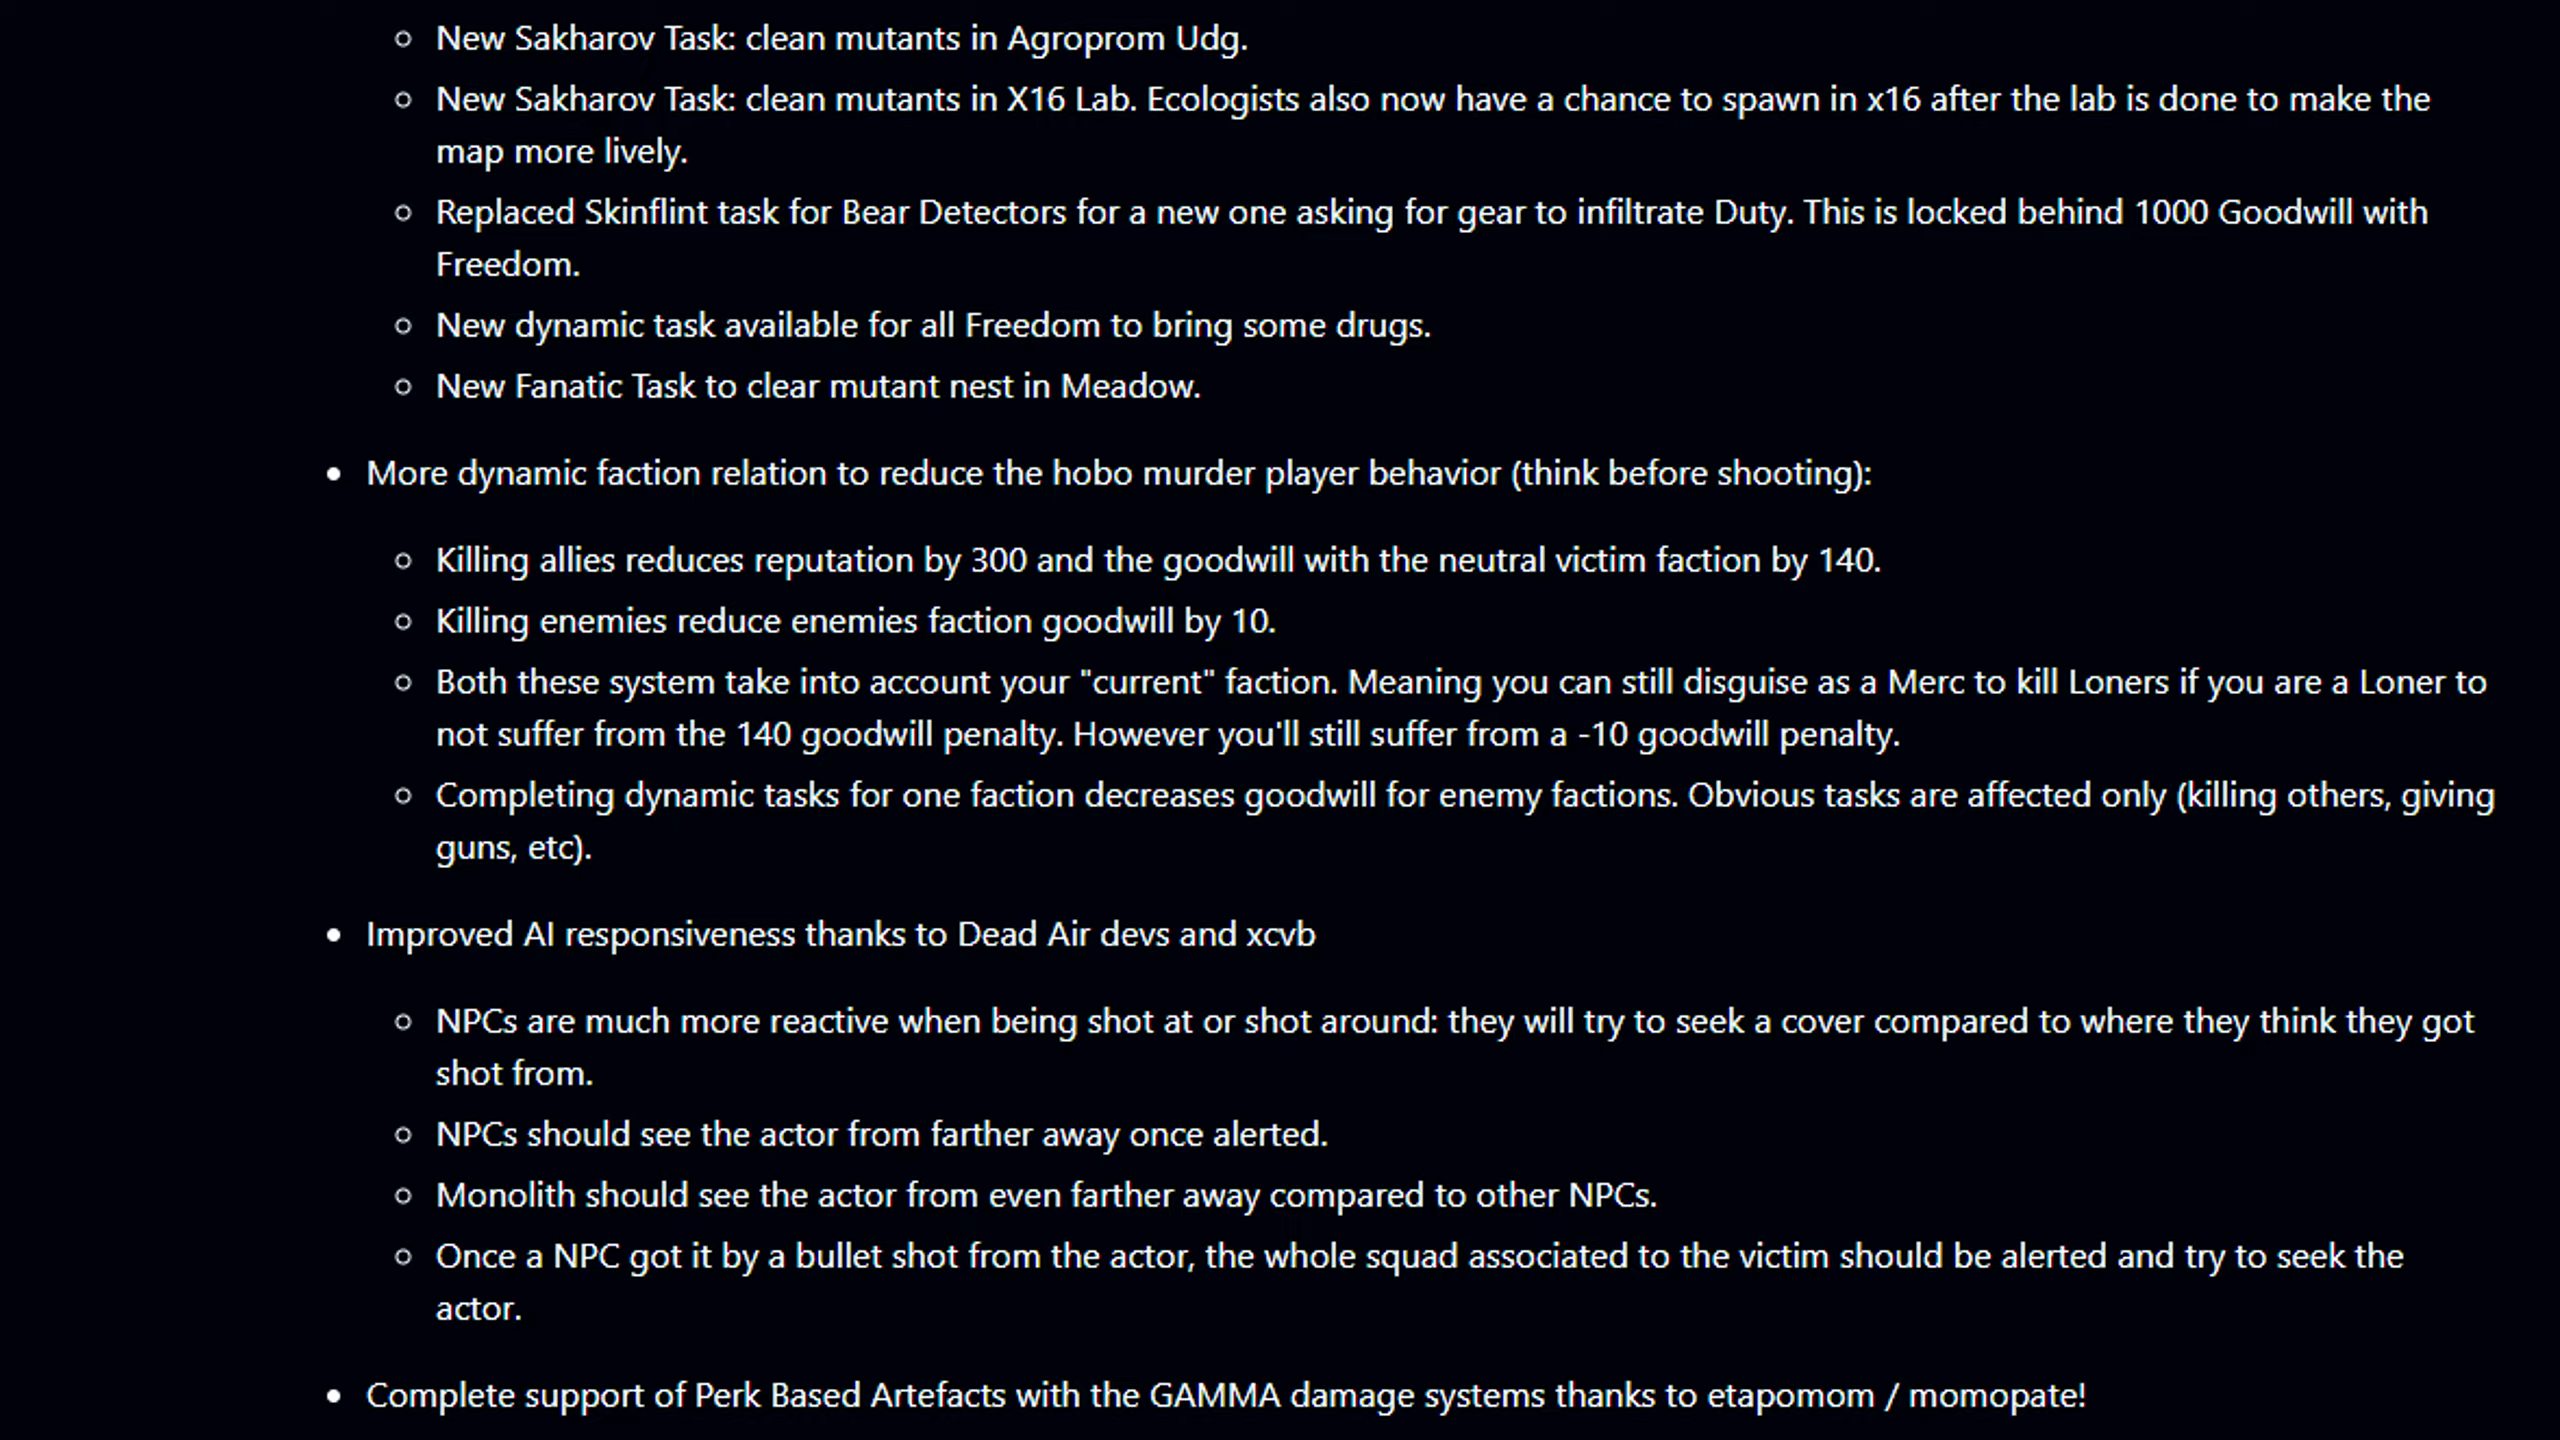 New Sakharov Task: clean mutants in Agroprom Udg.
New Sakharov Task: clean mutants in X16 Lab. Ecologists also now have a chance to spawn in x16 after the lab is done to make the
map more lively.
Replaced Skinflint task for Bear Detectors for a new one asking for gear to infiltrate Duty. This is locked behind 1000 Goodwill with
Freedom.
New dynamic task available for all Freedom to bring some drugs.
New Fanatic Task to clear mutant nest in Meadow.
More dynamic faction relation to reduce the hobo murder player behavior (think before shooting):
Killing allies reduces reputation by 300 and the goodwill with the neutral victim faction by 140.
Killing enemies reduce enemies faction goodwill by 10.
Both these system take into account your "current" faction. Meaning you can still disguise as a Merc to kill Loners if you are a Loner to
not suffer from the 140 goodwill penalty. However you'll still suffer from a -10 goodwill penalty.
Completing dynamic tasks for one faction decreases goodwill for enemy factions. Obvious tasks are affected only (killing others, giving
guns, etc).
Improved AI responsiveness thanks to Dead Air devs and xcvb
NPCs are much more reactive when being shot at or shot around: they will try to seek a cover compared to where they think they got
shot from.
NPCs should see the actor from farther away once alerted.
Monolith should see the actor from even farther away compared to other NPCs.
Once a NPC got it by a bullet shot from the actor, the whole squad associated to the victim should be alerted and try to seek the
actor.
Complete support of Perk Based Artefacts with the GAMMA damage systems thanks to etapomom / momopate!